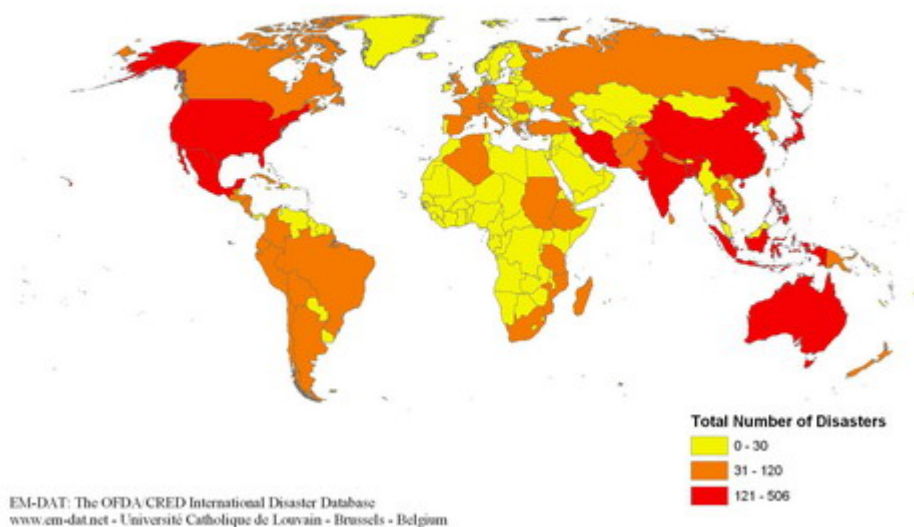 Total Number of Disasters
0 - 30
31 - 120
121 - 506
EM-DAT: The OFDA/CRED International Disaster Database
www.em-dat.net - Université Catholique de Louvain - Brussels - Belgium